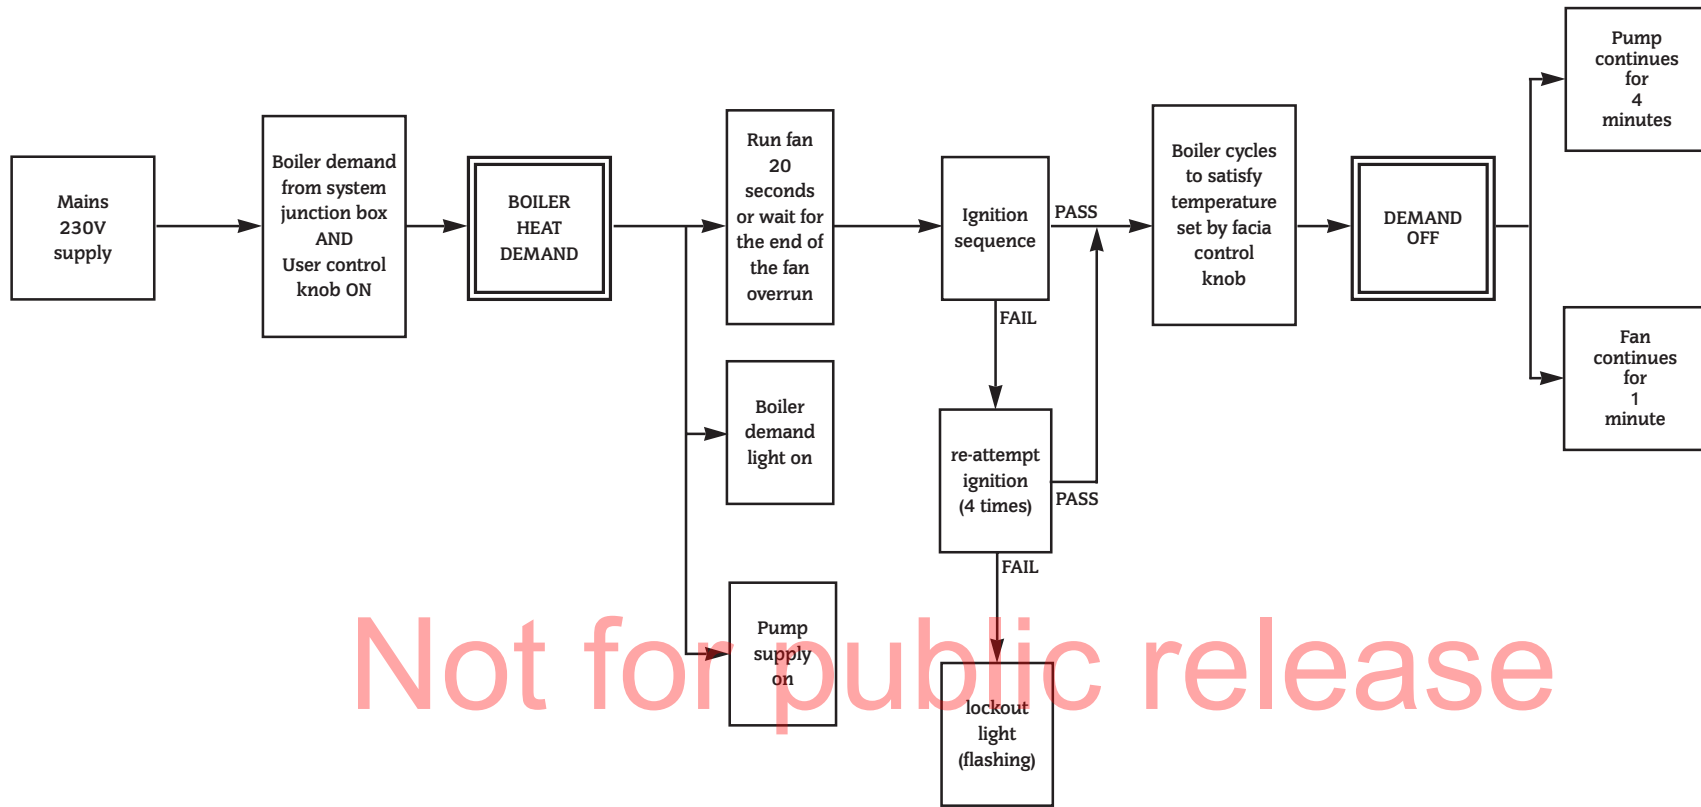 Mains
230V
supply
Boiler demand
from system
junction box
AND
User control
knob ON
BOILER
HEAT
DEMAND
Run fan
20
seconds
or wait for
the end of
the fan
overrun
Boiler
demand
light on
Pump
supply
on
Ignition
sequence
PASS
FAIL
re-attempt
ignition
(4 times)
PASS
FAIL
lockout
light
(flashing)
Boiler cycles
to satisfy
temperature
set by facia
control
knob
DEMAND
OFF
Pump
continues
for
4
minutes
Fan
continues
for
1
minute
Not for public release